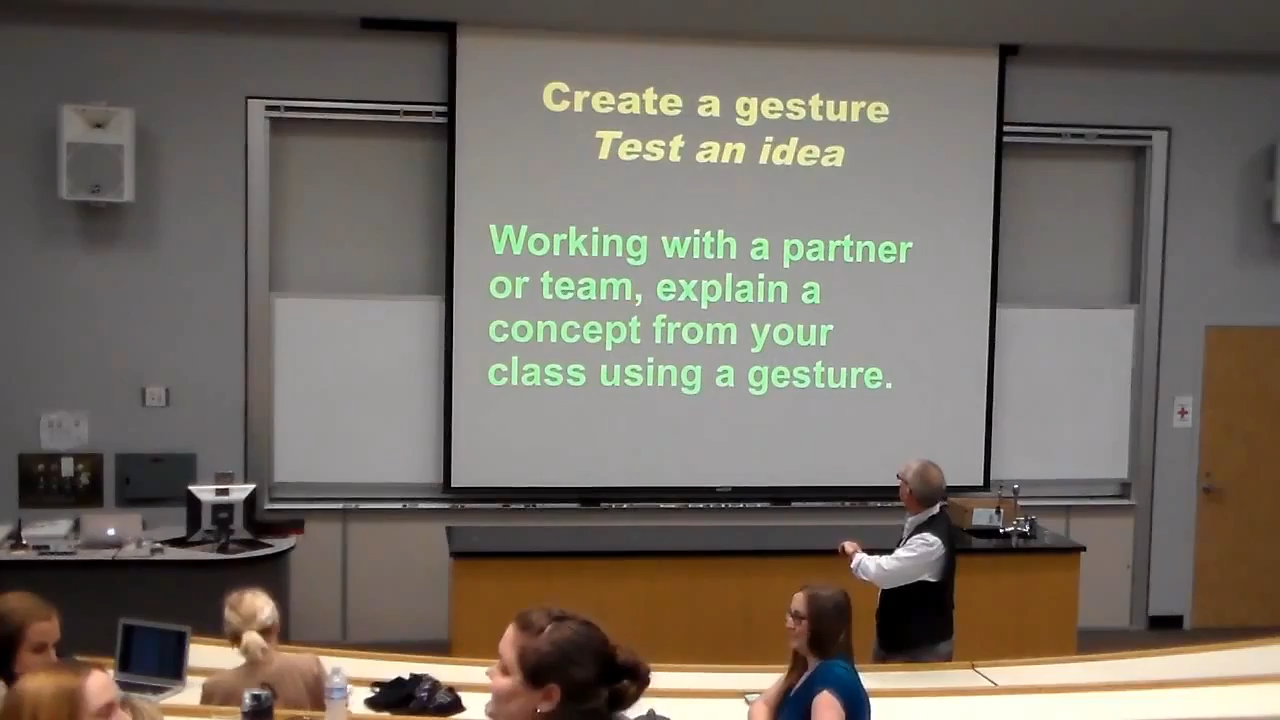 Create a gesture
Test an idea
Working with a partner
or team, explain a
concept from your
class using a gesture.